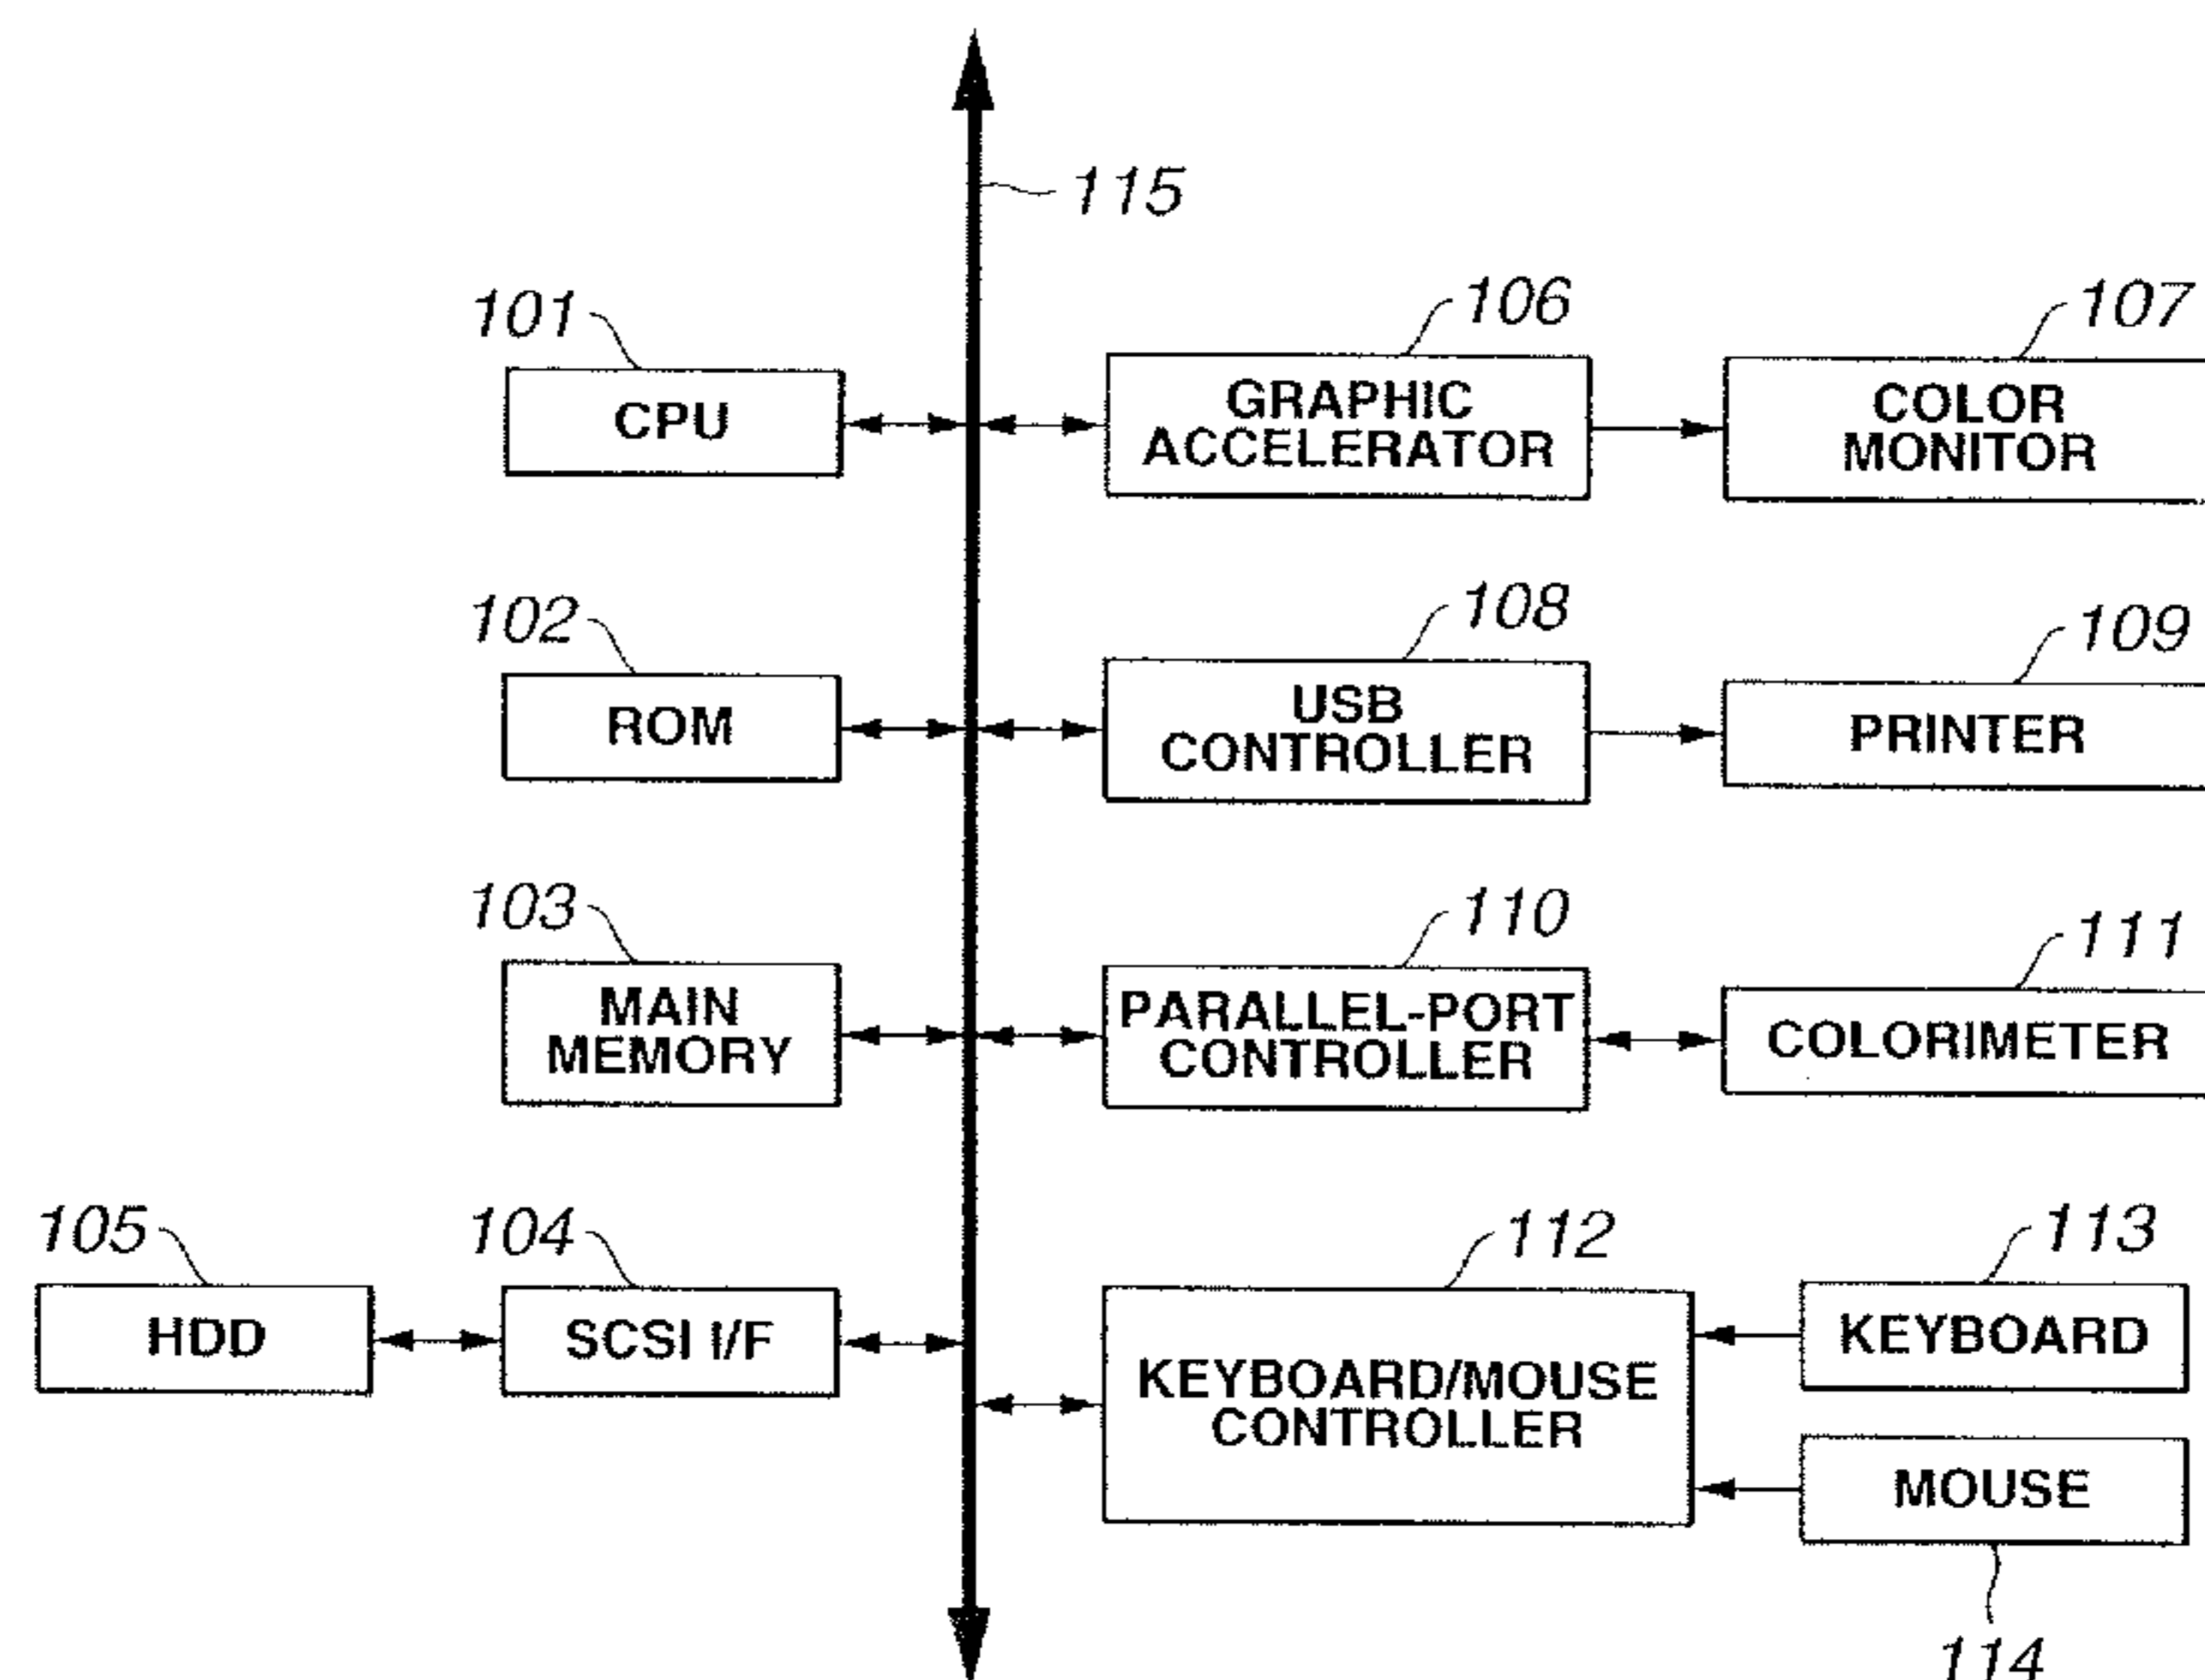 115
101
106
107
CPU
GRAPHIC
ACCELERATOR
COLOR
MONITOR
102
108
109
ROM
USB
CONTROLLER
PRINTER
103
110
111
MAIN
MEMORY
PARALLEL-PORT
CONTROLLER
COLORIMETER
105
104
112
113
HDD
SCSI I/F
KEYBOARD/MOUSE
CONTROLLER
KEYBOARD
MOUSE
114